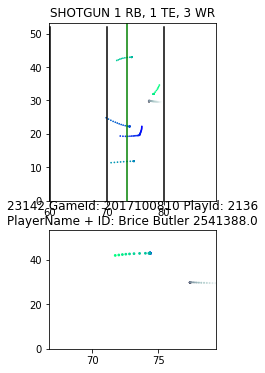 SHOTGUN 1 RB, 1 TE, 3 WR
50
40
30
20
10
0
60 70 80
23142 GameId: 2017100810 PlayId: 2136
PlayerName + ID: Brice Butler 2541388.0
40
20
0
70 75